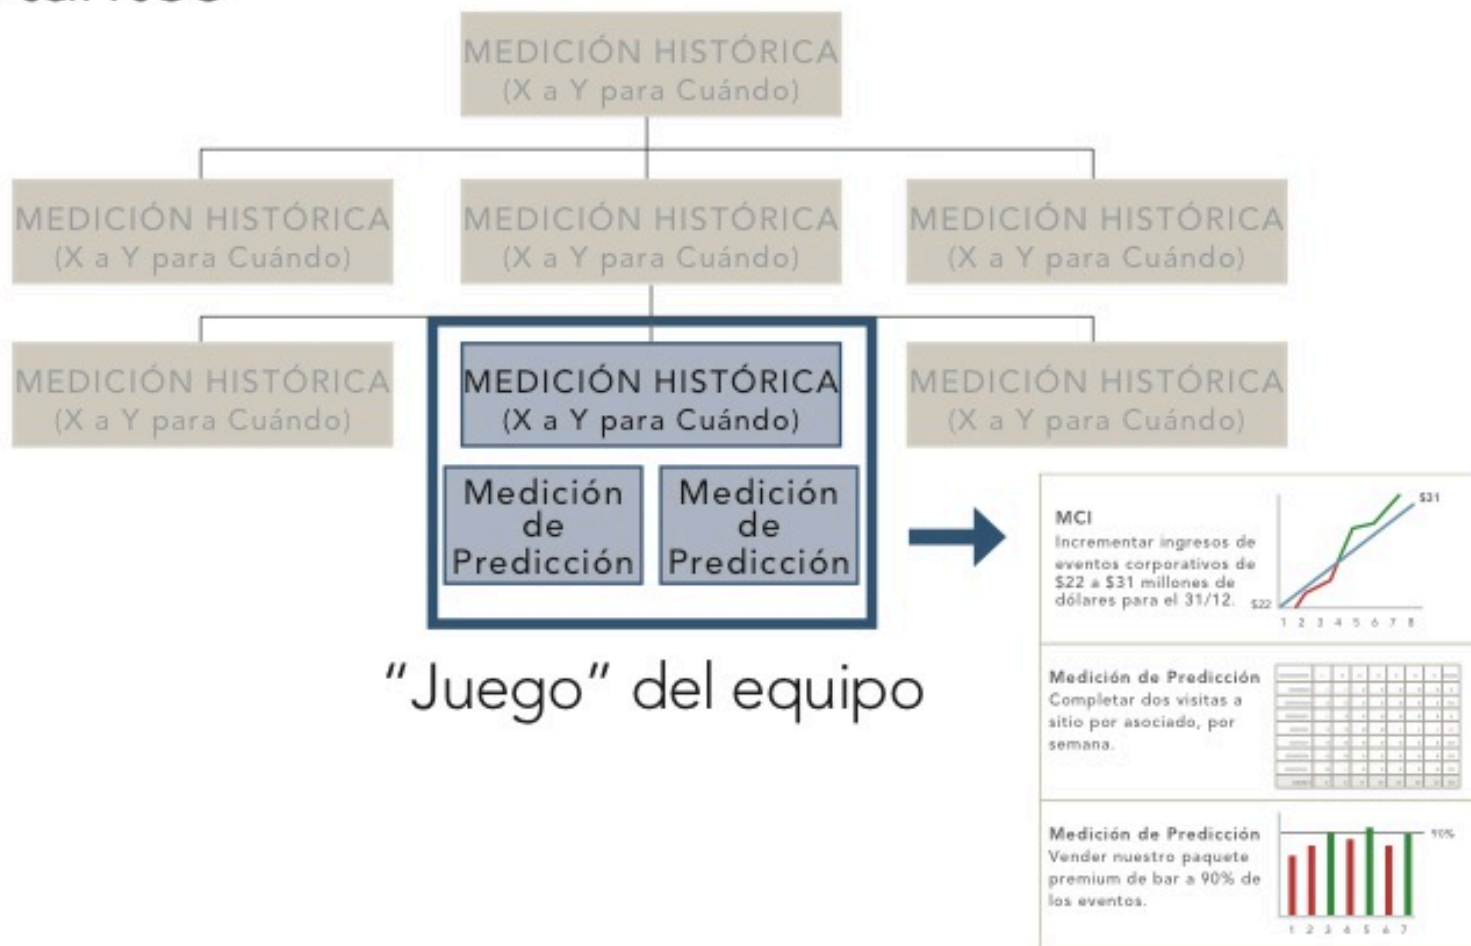 MEDICIÓN HISTÓRICA
(X a Y para Cuándo)
MEDICIÓN HISTÓRICA
(X a Y para Cuándo)
MEDICIÓN HISTÓRICA
(X a Y para Cuándo)
MEDICIÓN HISTÓRICA
(X a Y para Cuándo)
MEDICIÓN HISTÓRICA
(X a Y para Cuándo)
MEDICIÓN HISTÓRICA
(X a Y para Cuándo)
MEDICIÓN HISTÓRICA
(X a Y para Cuándo)
Medición
de
Predicción
Medición
de
Predicción
"Juego" del equipo
MCI
Incrementar ingresos de
eventos corporativos de
$22 a $31 millones de
dólares para el 31/12.
$31
$22
1 2 3 4 5 6 7 8
Medición de Predicción
Completar dos visitas a
sitio por asociado, por
semana.
Medición de Predicción
Vender nuestro paquete
premium de bar a 90% de
los eventos.
90%
1 2 3 4 5 6 7